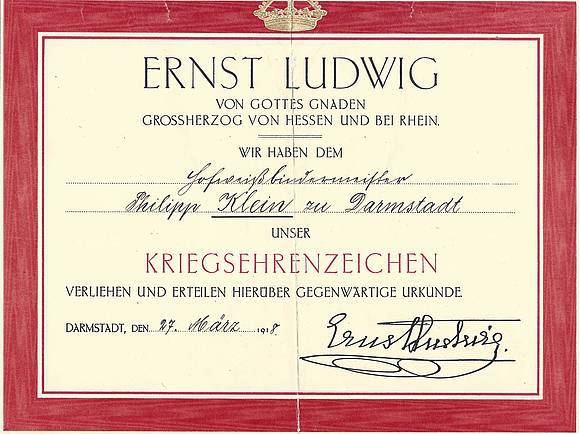 ERNST LUDWIG
VON GOTTES GNADEN
GROSSHERZOG VON HESSEN UND BEI RHEIN.
WIR HABEN DEM
Hofweißbindermeister
Philipp Klein zu Darmstadt
UNSER
KRIEGSEHRENZEICHEN
VERLIEHEN UND ERTEILEN HIERÜBER GEGENWÄRTIGE URKUNDE.
DARMSTADT, DEN 27. März 1918.
Ernst Ludwig.